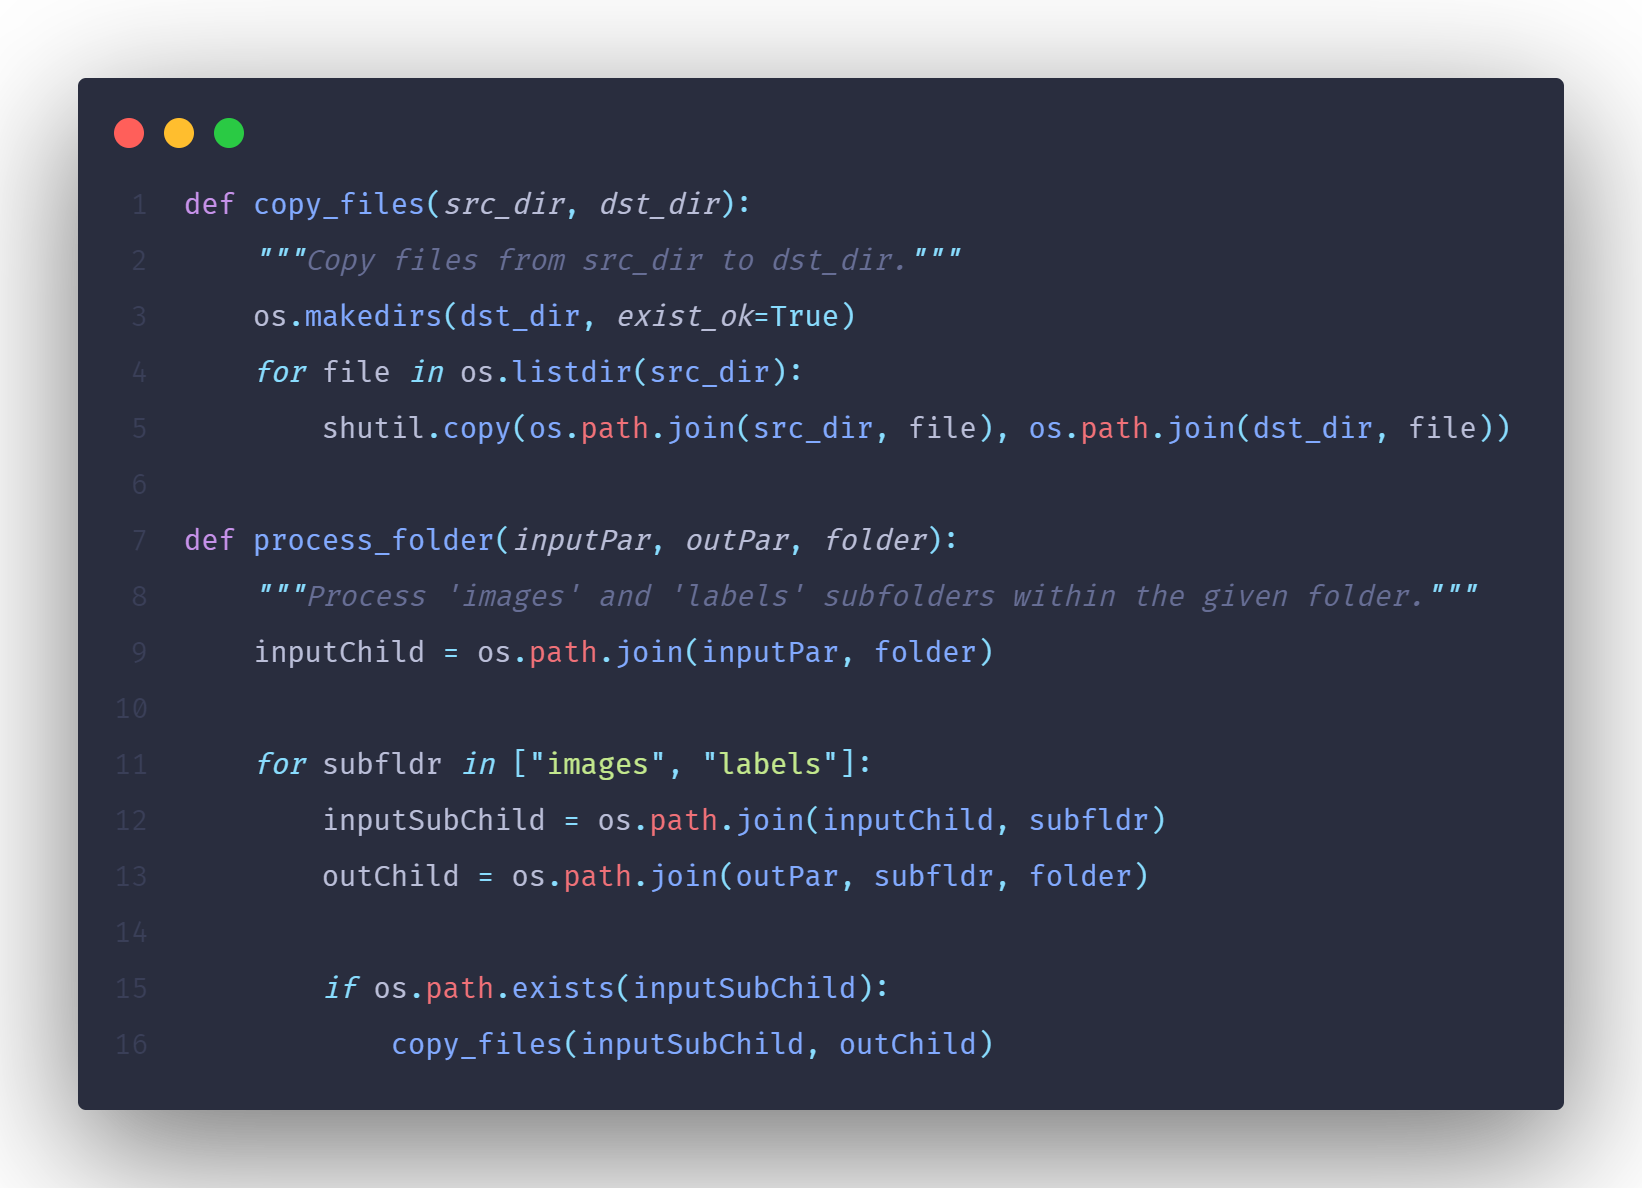 1 def copy_files(src_dir, dst_dir):
2     """Copy files from src_dir to dst_dir."""
3     os.makedirs(dst_dir, exist_ok=True)
4     for file in os.listdir(src_dir):
5         shutil.copy(os.path.join(src_dir, file), os.path.join(dst_dir, file))
6
7 def process_folder(inputPar, outPar, folder):
8     """Process 'images' and 'labels' subfolders within the given folder."""
9     inputChild = os.path.join(inputPar, folder)
10
11     for subfldr in ["images", "labels"]:
12         inputSubChild = os.path.join(inputChild, subfldr)
13         outChild = os.path.join(outPar, subfldr, folder)
14
15         if os.path.exists(inputSubChild):
16             copy_files(inputSubChild, outChild)